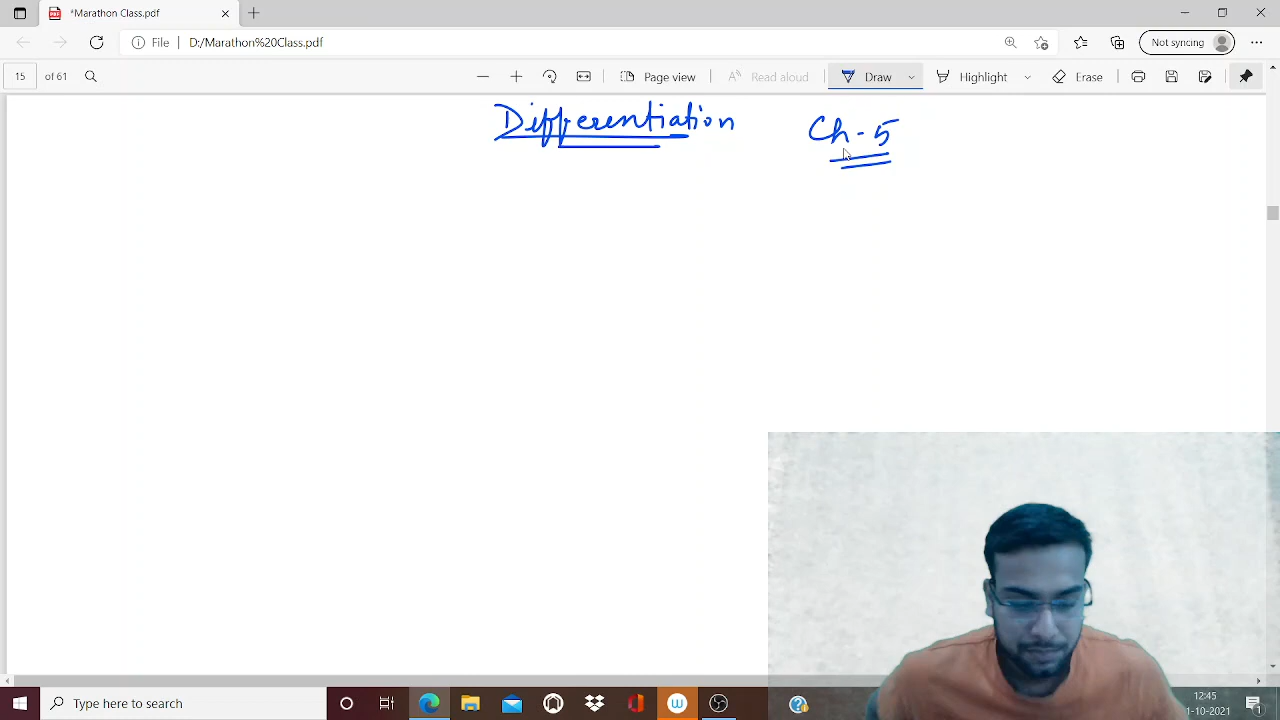 *Marathon Class.pdf
File D:/Marathon%20Class.pdf
Not syncing
15 of 61
Page view
Read aloud
Draw
Highlight
Erase
Differentiation Ch-5
Type here to search
12:45
1-10-2021